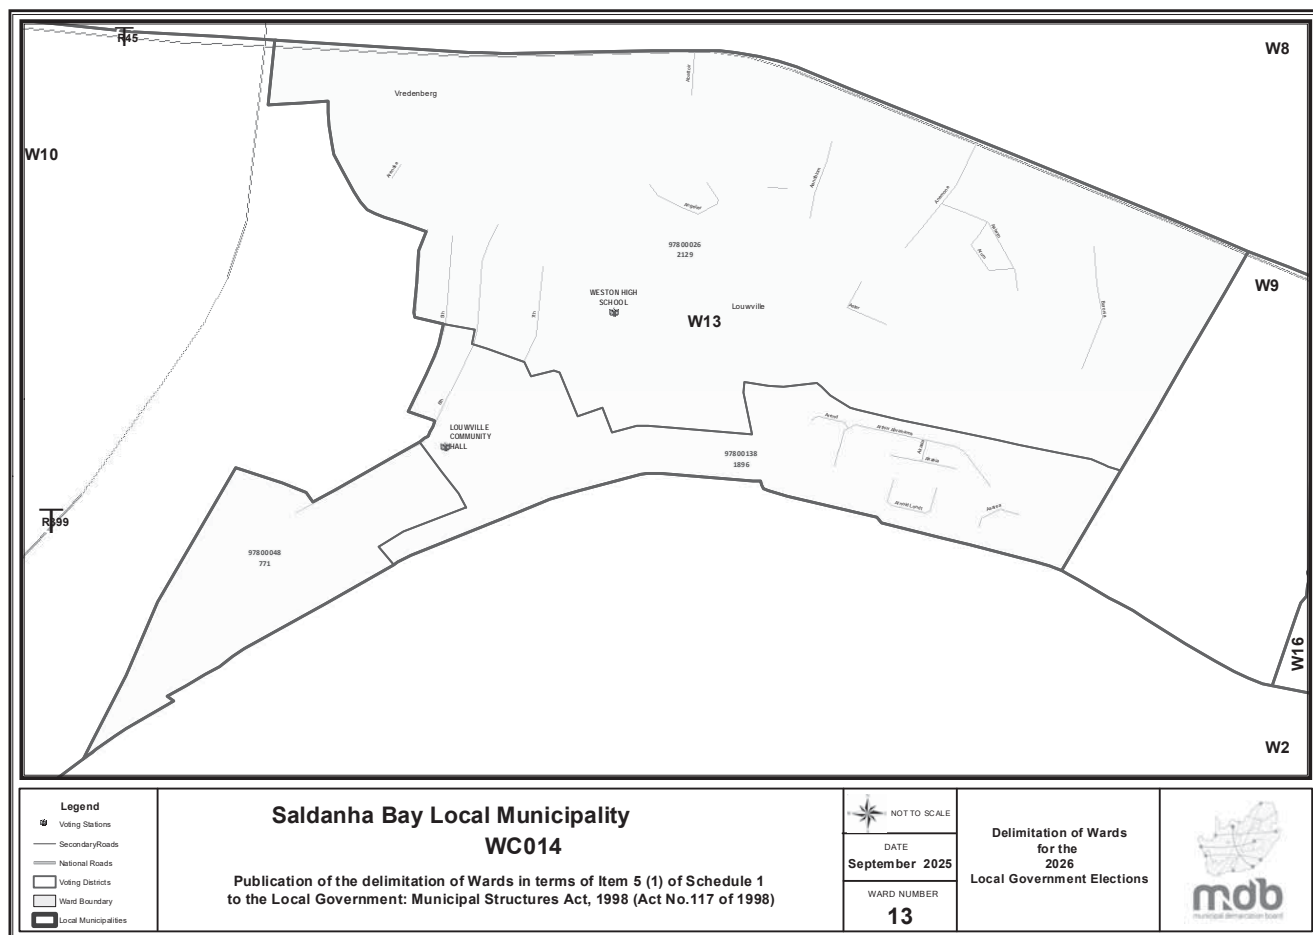 R45
W8
Vredenberg
W10
97800026
2129
WESTON HIGH
SCHOOL
Louwville
W13
W9
Aster
8th
6th
LOUWVILLE
COMMUNITY
HALL
97800138
1896
R399
97800048
771
W16
W2
Legend
Voting Stations
SecondaryRoads
National Roads
Voting Districts
Ward Boundary
Local Municipalities
Saldanha Bay Local Municipality
WC014
Publication of the delimitation of Wards in terms of Item 5 (1) of Schedule 1
to the Local Government: Municipal Structures Act, 1998 (Act No.117 of 1998)
NOT TO SCALE
DATE
September 2025
WARD NUMBER
13
Delimitation of Wards
for the
2026
Local Government Elections
mdb
municipal demarcation board